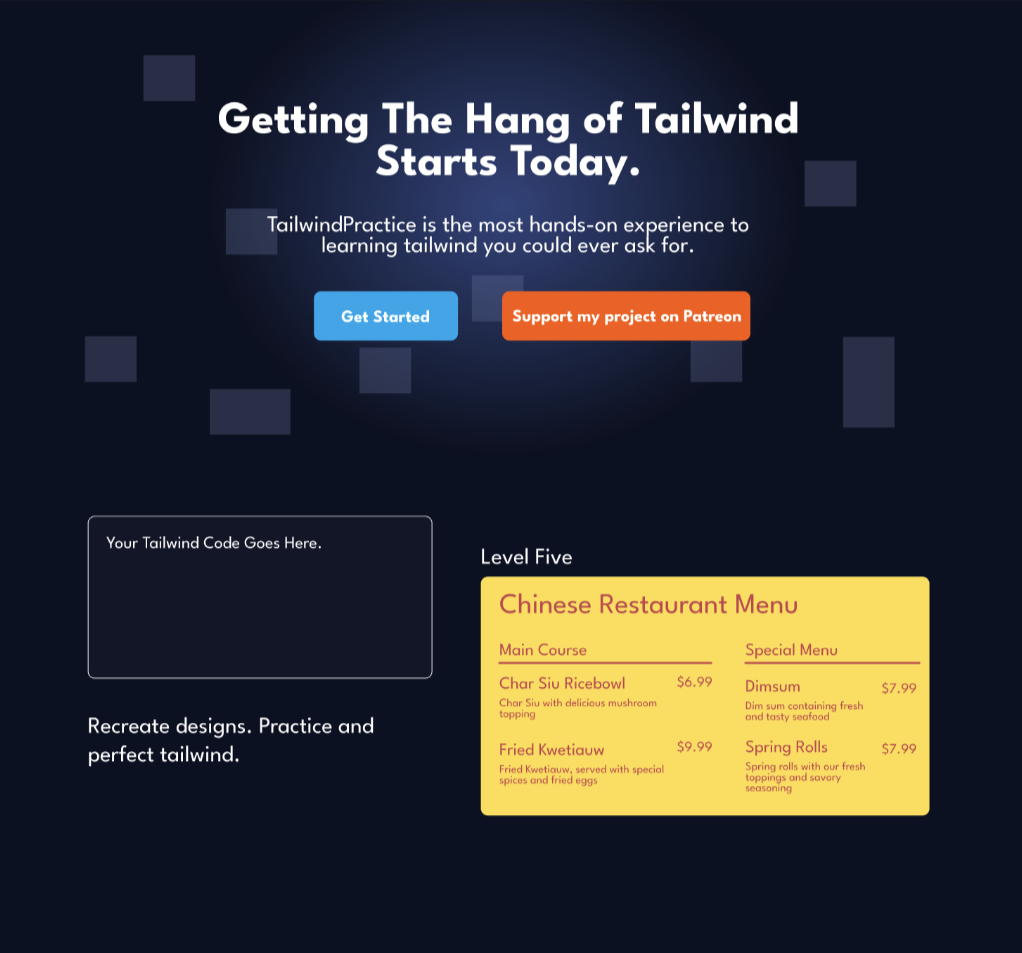 Getting The Hang of Tailwind
Starts Today.
TailwindPractice is the most hands-on experience to
learning tailwind you could ever ask for.
Get Started
Support my project on Patreon
Your Tailwind Code Goes Here.
Recreate designs. Practice and
perfect tailwind.
Level Five
Chinese Restaurant Menu
Main Course
Char Siu Ricebowl
$6.99
Char Siu with delicious mushroom
topping
Fried Kwetiauw
$9.99
Fried Kwetiauw, served with special
spices and fried eggs
Special Menu
Dimsum
$7.99
Dim sum containing fresh
and tasty seafood
Spring Rolls
$7.99
Spring rolls with our fresh
toppings and savory
seasoning